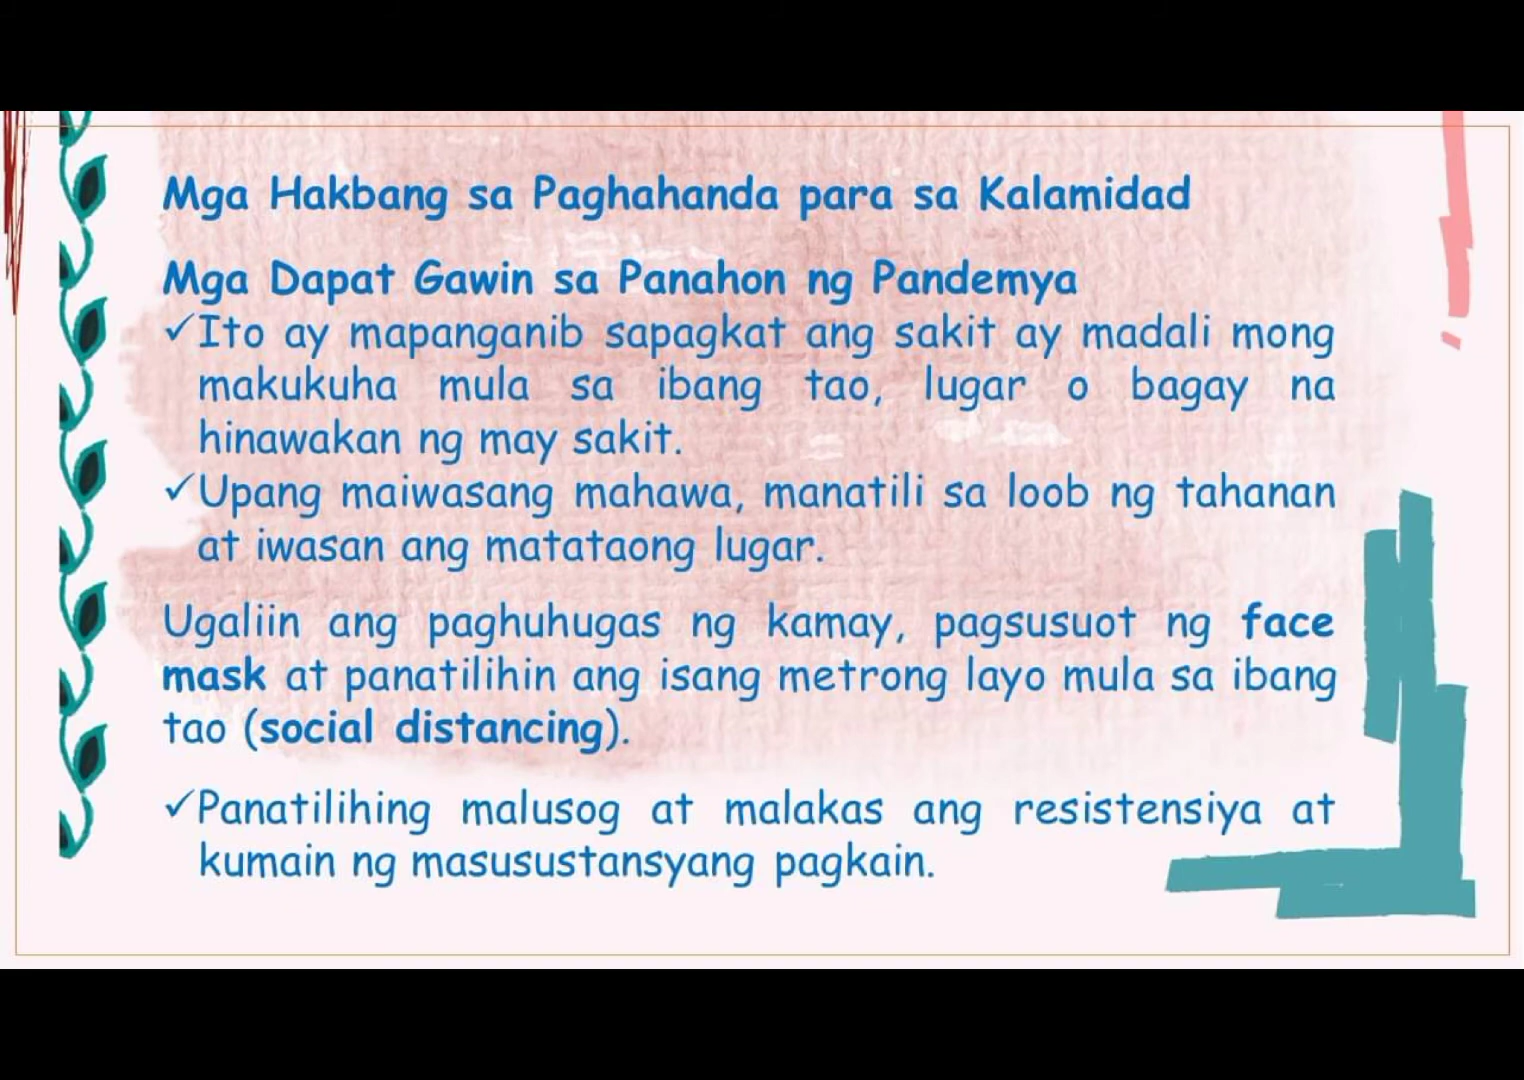 Mga Hakbang sa Paghahanda para sa Kalamidad
Mga Dapat Gawin sa Panahon ng Pandemya
✓Ito ay mapanganib sapagkat ang sakit ay madali mong
makukuha mula sa ibang tao, lugar o bagay na
hinawakan ng may sakit.
✓Upang maiwasang mahawa, manatili sa loob ng tahanan
at iwasan ang matataong lugar.
Ugaliin ang paghuhugas ng kamay, pagsusuot ng face
mask at panatilihin ang isang metrong layo mula sa ibang
tao (social distancing).
✓Panatilihing malusog at malakas ang resistensiya at
kumain ng masusustansyang pagkain.